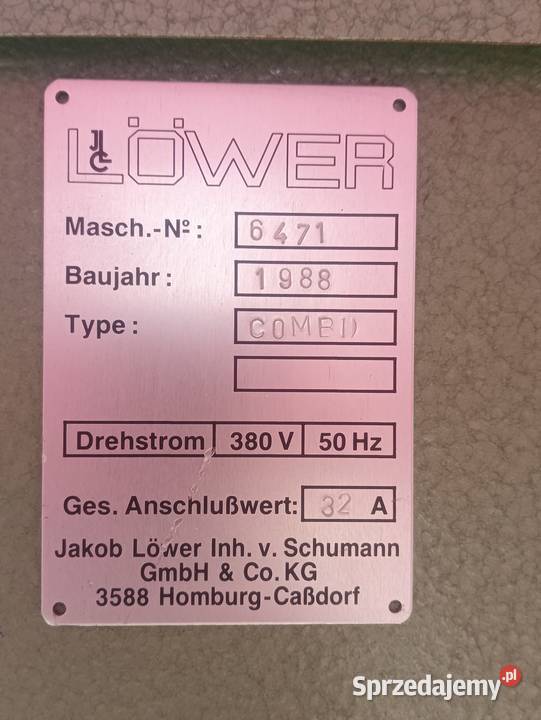 LÖWER
Masch.-Nº: 6471
Baujahr: 1988
Type: COMBI
Drehstrom 380 V 50 Hz
Ges. Anschlußwert: 32 A
Jakob Löwer Inh. v. Schumann
GmbH & Co. KG
3588 Homburg-Caßdorf
Sprzedajemy.pl